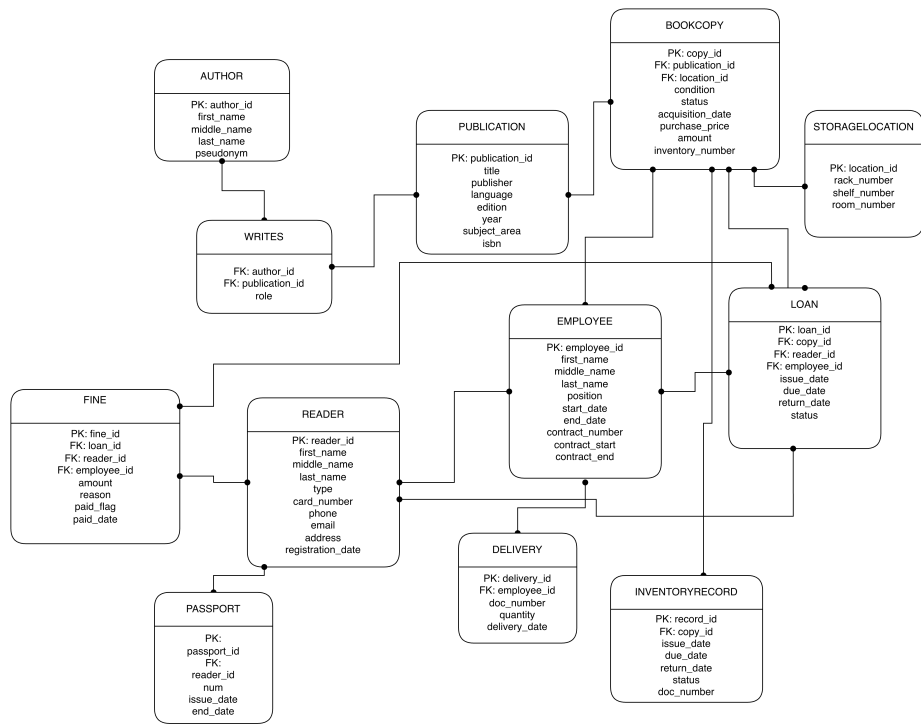 BOOKCOPY
PK: copy_id
FK: publication_id
FK: location_id
condition
status
acquisition_date
purchase_price
amount
inventory_number
AUTHOR
PK: author_id
first_name
middle_name
last_name
pseudonym
PUBLICATION
PK: publication_id
title
publisher
language
edition
year
subject_area
isbn
STORAGELOCATION
PK: location_id
rack_number
shelf_number
room_number
WRITES
FK: author_id
FK: publication_id
role
LOAN
PK: loan_id
FK: copy_id
FK: reader_id
FK: employee_id
issue_date
due_date
return_date
status
EMPLOYEE
PK: employee_id
first_name
middle_name
last_name
position
start_date
end_date
contract_number
contract_start
contract_end
FINE
PK: fine_id
FK: loan_id
FK: reader_id
FK: employee_id
amount
reason
paid_flag
paid_date
READER
PK: reader_id
first_name
middle_name
last_name
type
card_number
phone
email
address
registration_date
DELIVERY
PK: delivery_id
FK: employee_id
doc_number
quantity
delivery_date
INVENTORYRECORD
PK: record_id
FK: copy_id
issue_date
due_date
return_date
status
doc_number
PASSPORT
PK:
passport_id
FK:
reader_id
num
issue_date
end_date